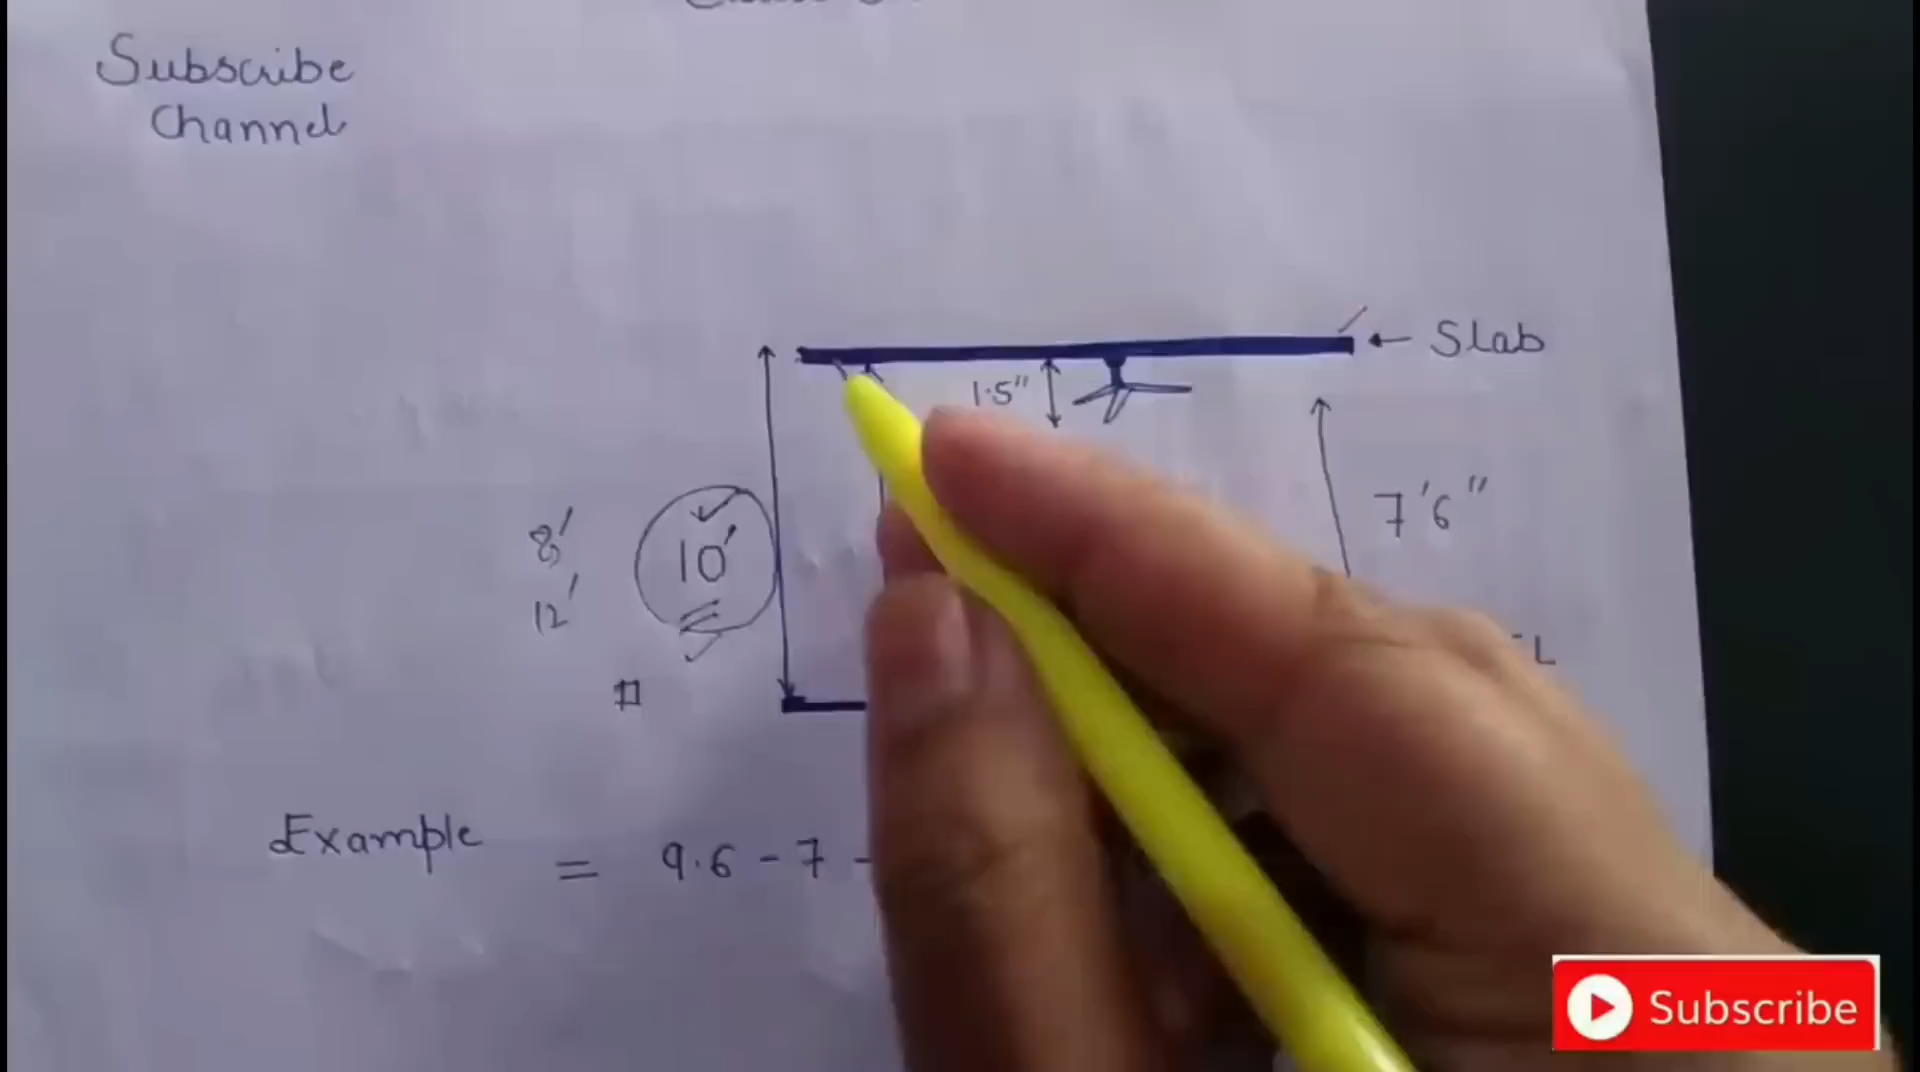 Subscribe
Channel
← Slab
1.5"
7'6"
8'
10'
12'
Example
= 9.6 - 7 -
Subscribe